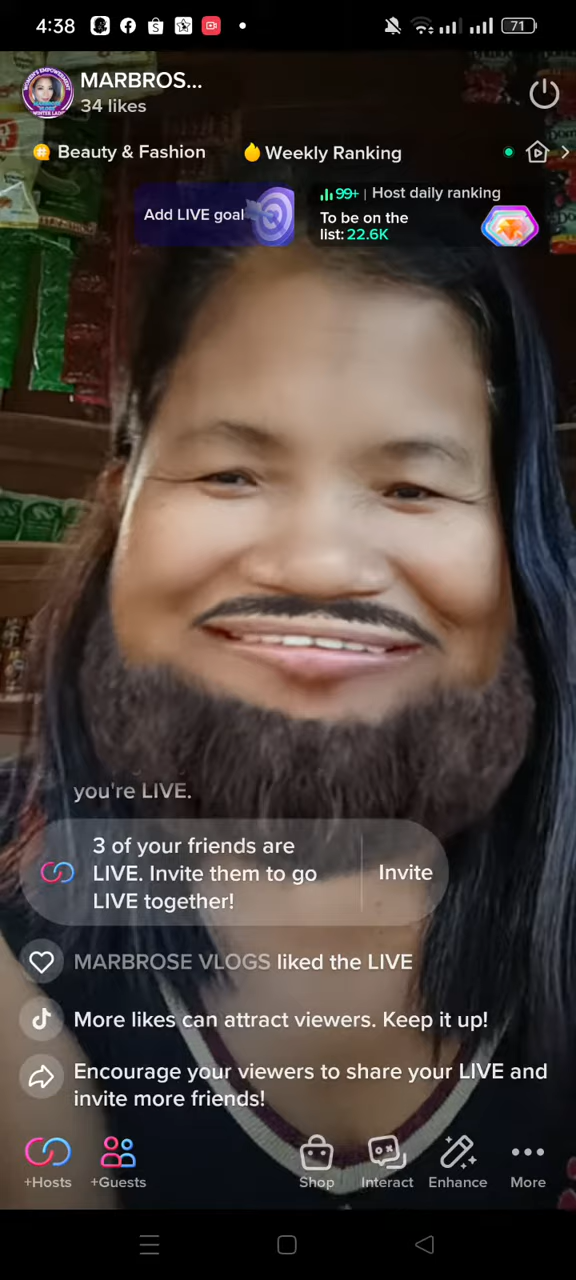 4:38
71
MARBROS...
34 likes
Beauty & Fashion
Weekly Ranking
Add LIVE goal
99+ | Host daily ranking
To be on the
list: 22.6K
you're LIVE.
3 of your friends are
LIVE. Invite them to go
LIVE together!
Invite
MARBROSE VLOGS liked the LIVE
More likes can attract viewers. Keep it up!
Encourage your viewers to share your LIVE and
invite more friends!
+Hosts
+Guests
Shop
Interact
Enhance
More